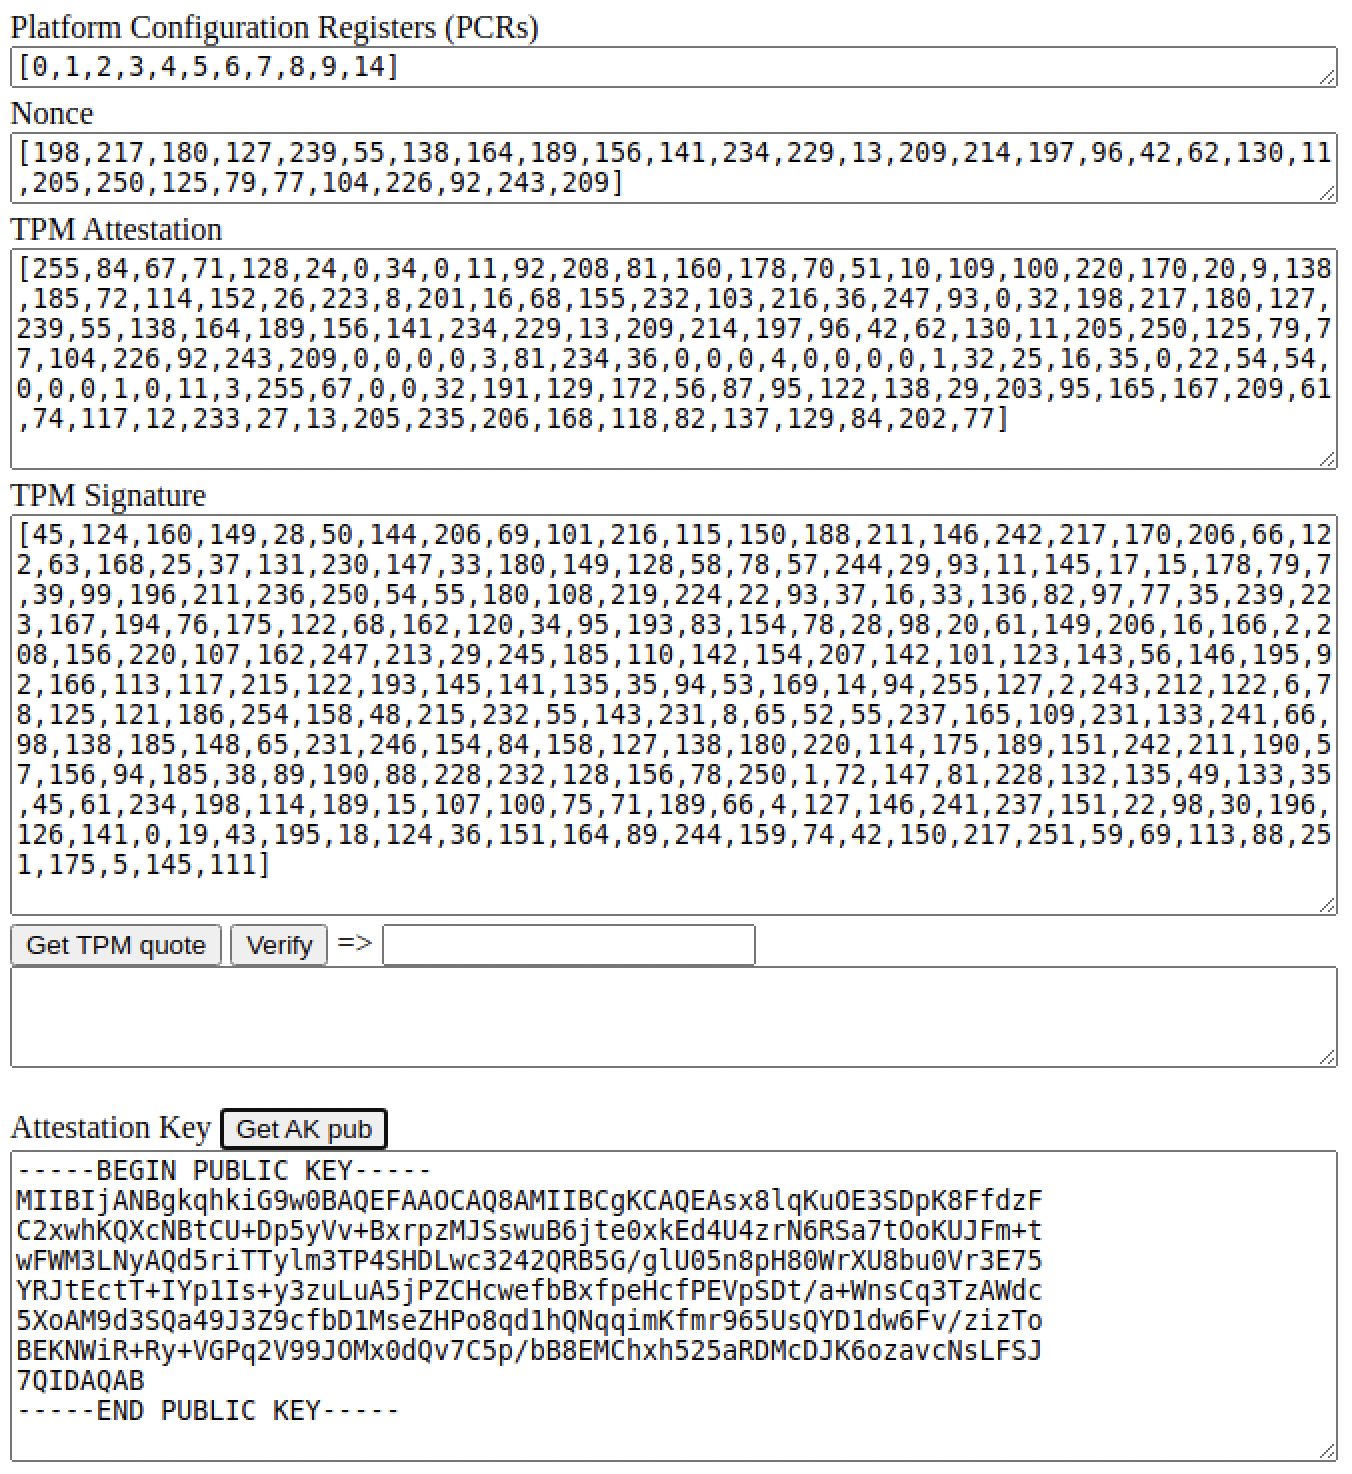 Platform Configuration Registers (PCRs)
[0,1,2,3,4,5,6,7,8,9,14]
Nonce
[198,217,180,127,239,55,138,164,189,156,141,234,229,13,209,214,197,96,42,62,130,11
,205,250,125,79,77,104,226,92,243,209]
TPM Attestation
[255,84,67,71,128,24,0,34,0,11,92,208,81,160,178,70,51,10,109,100,220,170,20,9,138
,185,72,114,152,26,223,8,201,16,68,155,232,103,216,36,247,93,0,32,198,217,180,127,
239,55,138,164,189,156,141,234,229,13,209,214,197,96,42,62,130,11,205,250,125,79,7
7,104,226,92,243,209,0,0,0,0,3,81,234,36,0,0,0,4,0,0,0,0,1,32,25,16,35,0,22,54,54,
0,0,0,1,0,11,3,255,67,0,0,32,191,129,172,56,87,95,122,138,29,203,95,165,167,209,61
,74,117,12,233,27,13,205,235,206,168,118,82,137,129,84,202,77]
TPM Signature
[45,124,160,149,28,50,144,206,69,101,216,115,150,188,211,146,242,217,170,206,66,12
2,63,168,25,37,131,230,147,33,180,149,128,58,78,57,244,29,93,11,145,17,15,178,79,7
,39,99,196,211,236,250,54,55,180,108,219,224,22,93,37,16,33,136,82,97,77,35,239,22
3,167,194,76,175,122,68,162,120,34,95,193,83,154,78,28,98,20,61,149,206,16,166,2,2
08,156,220,107,162,247,213,29,245,185,110,142,154,207,142,101,123,143,56,146,195,9
2,166,113,117,215,122,193,145,141,135,35,94,53,169,14,94,255,127,2,243,212,122,6,7
8,125,121,186,254,158,48,215,232,55,143,231,8,65,52,55,237,165,109,231,133,241,66,
98,138,185,148,65,231,246,154,84,158,127,138,180,220,114,175,189,151,242,211,190,5
7,156,94,185,38,89,190,88,228,232,128,156,78,250,1,72,147,81,228,132,135,49,133,35
,45,61,234,198,114,189,15,107,100,75,71,189,66,4,127,146,241,237,151,22,98,30,196,
126,141,0,19,43,195,18,124,36,151,164,89,244,159,74,42,150,217,251,59,69,113,88,25
1,175,5,145,111]
Get TPM quote Verify =>
Attestation Key Get AK pub
-----BEGIN PUBLIC KEY-----
MIIBIjANBgkqhkiG9w0BAQEFAAOCAQ8AMIIBCgKCAQEAsx8lqKuOE3SDpK8FfdzF
C2xwhKQXcNBtCU+Dp5yVv+BxrpzMJSswuB6jte0xkEd4U4zrN6RSa7tOoKUJFm+t
wFWM3LNyAQd5riTTylm3TP4SHDLwc3242QRB5G/glU05n8pH80WrXU8bu0Vr3E75
YRJtEctT+IYp1Is+y3zuLuA5jPZCHcwefbBxfpeHcfPEVpSDt/a+WnsCq3TzAWdc
5XoAM9d3SQa49J3Z9cfbD1MseZHPo8qd1hQNqqimKfmr965UsQYD1dw6Fv/zizTo
BEKNWiR+Ry+VGPq2V99JOMx0dQv7C5p/bB8EMChxh525aRDMcDJK6ozavcNsLFSJ
7QIDAQAB
-----END PUBLIC KEY-----